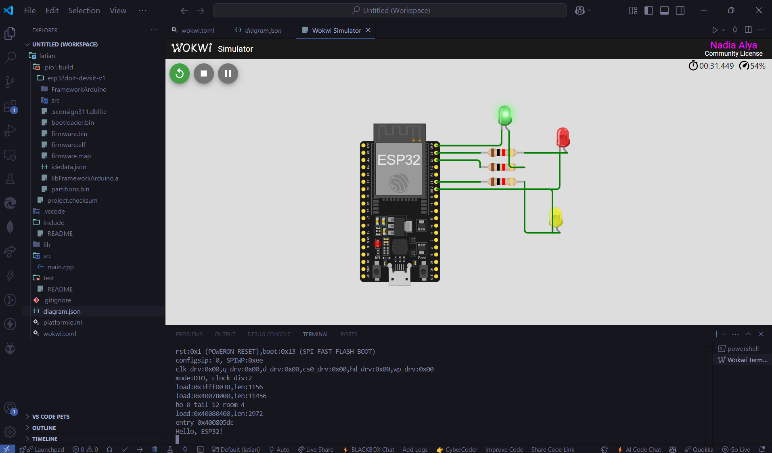 File Edit Selection View ···
Untitled (Workspace)
EXPLORER
wokwi.toml
diagram.json
Wokwi Simulator
UNTITLED (WORKSPACE)
latian
.pio\build
esp32doit-devkit-v1
FrameworkArduino
src
.sconsign311.dblite
bootloader.bin
firmware.bin
firmware.elf
firmware.map
idedata.json
libFrameworkArduino.a
partitions.bin
project.checksum
.vscode
include
README
lib
src
main.cpp
test
README
.gitignore
diagram.json
platformio.ini
wokwi.toml
VS CODE PETS
OUTLINE
TIMELINE
WOKWI Simulator
Nadia Alya
Community License
00:31.449
54%
ESP32
PROBLEMS OUTPUT DEBUG CONSOLE TERMINAL PORTS
powershell
Wokwi Term...
rst:0x1 (POWERON_RESET),boot:0x13 (SPI_FAST_FLASH_BOOT)
configsip: 0, SPIWP:0xee
clk_drv:0x00,q_drv:0x00,d_drv:0x00,cs0_drv:0x00,hd_drv:0x00,wp_drv:0x00
mode:DIO, clock div:2
load:0x3fff0030,len:1156
load:0x40078000,len:11456
ho 0 tail 12 room 4
load:0x40080400,len:2972
entry 0x400805dc
Hello, ESP32!
Launchpad
0 0
Default (latian)
Auto
Live Share
BLACKBOX Chat
Add Logs
CyberCoder
Improve Code
Share Code Link
AI Code Chat
Quokka
Go Live